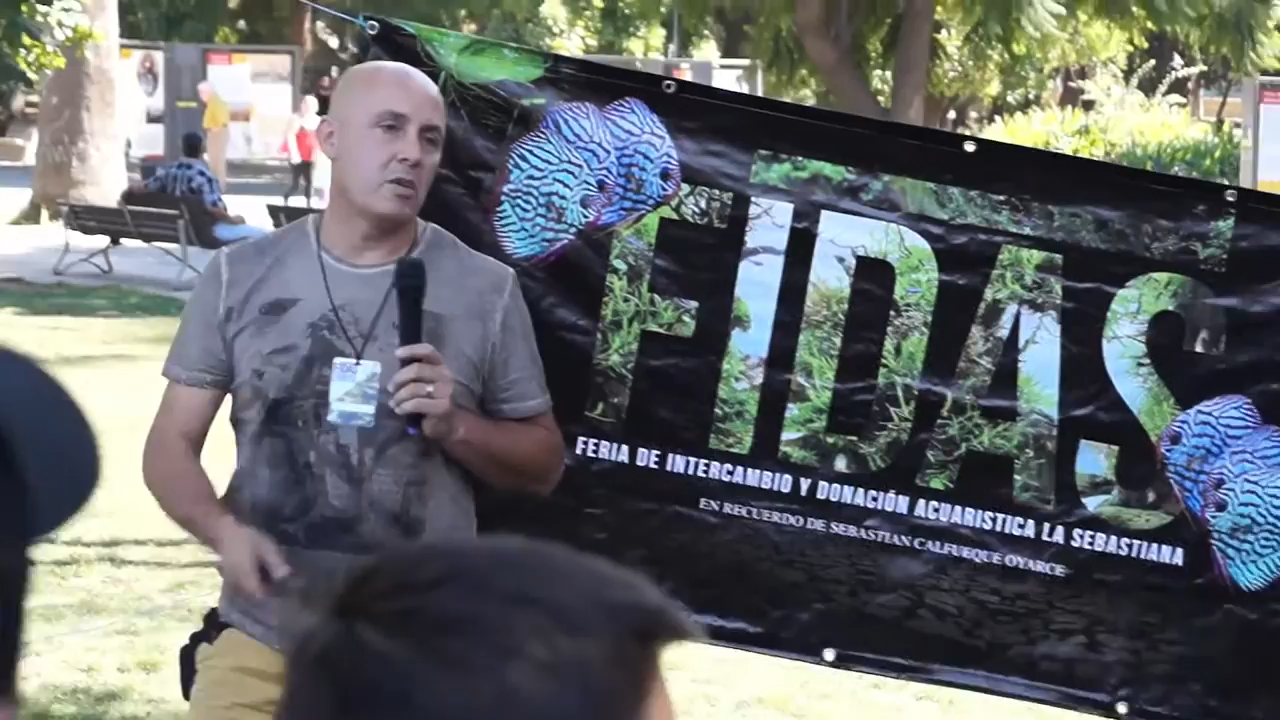 FIDAS
FERIA DE INTERCAMBIO Y DONACIÓN ACUARISTICA LA SEBASTIANA
EN RECUERDO DE SEBASTIAN CALFUEQUE OYARCE